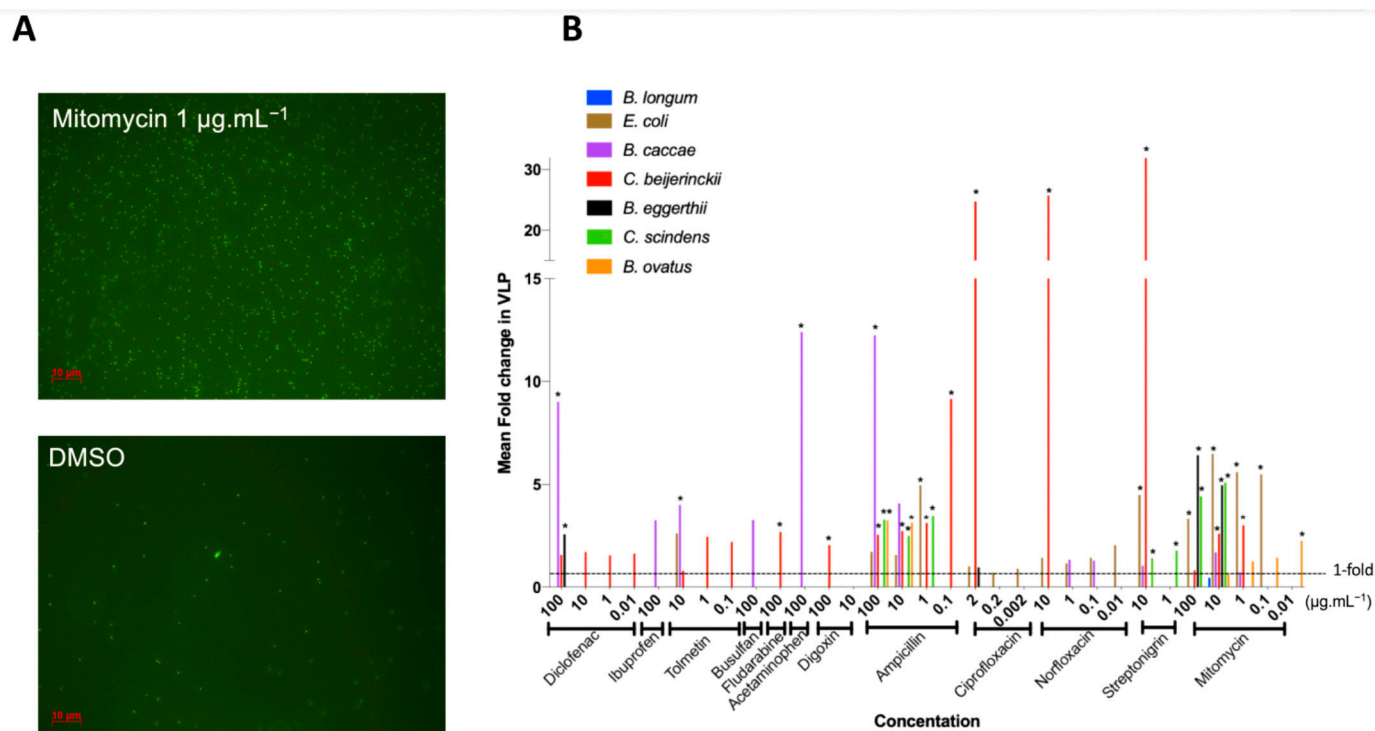 A
B
Mitomycin 1 µg.mL⁻¹
10 µm
DMSO
10 µm
B. longum
E. coli
B. caccae
C. beijerinckii
B. eggerthii
C. scindens
B. ovatus
Mean Fold change in VLP
30
20
15
10
5
0
1-fold
100 10 1 0.01 100 10 1 0.1 100 100 100 100 10 100 10 1 0.1 2 0.2 0.002 10 1 0.1 0.01 10 1 100 10 1 0.1 0.01 (µg.mL⁻¹)
Diclofenac Ibuprofen Tolmetin Busulfan Fludarabine Acetaminophen Digoxin Ampicillin Ciprofloxacin Norfloxacin Streptonigrin Mitomycin
Concentation